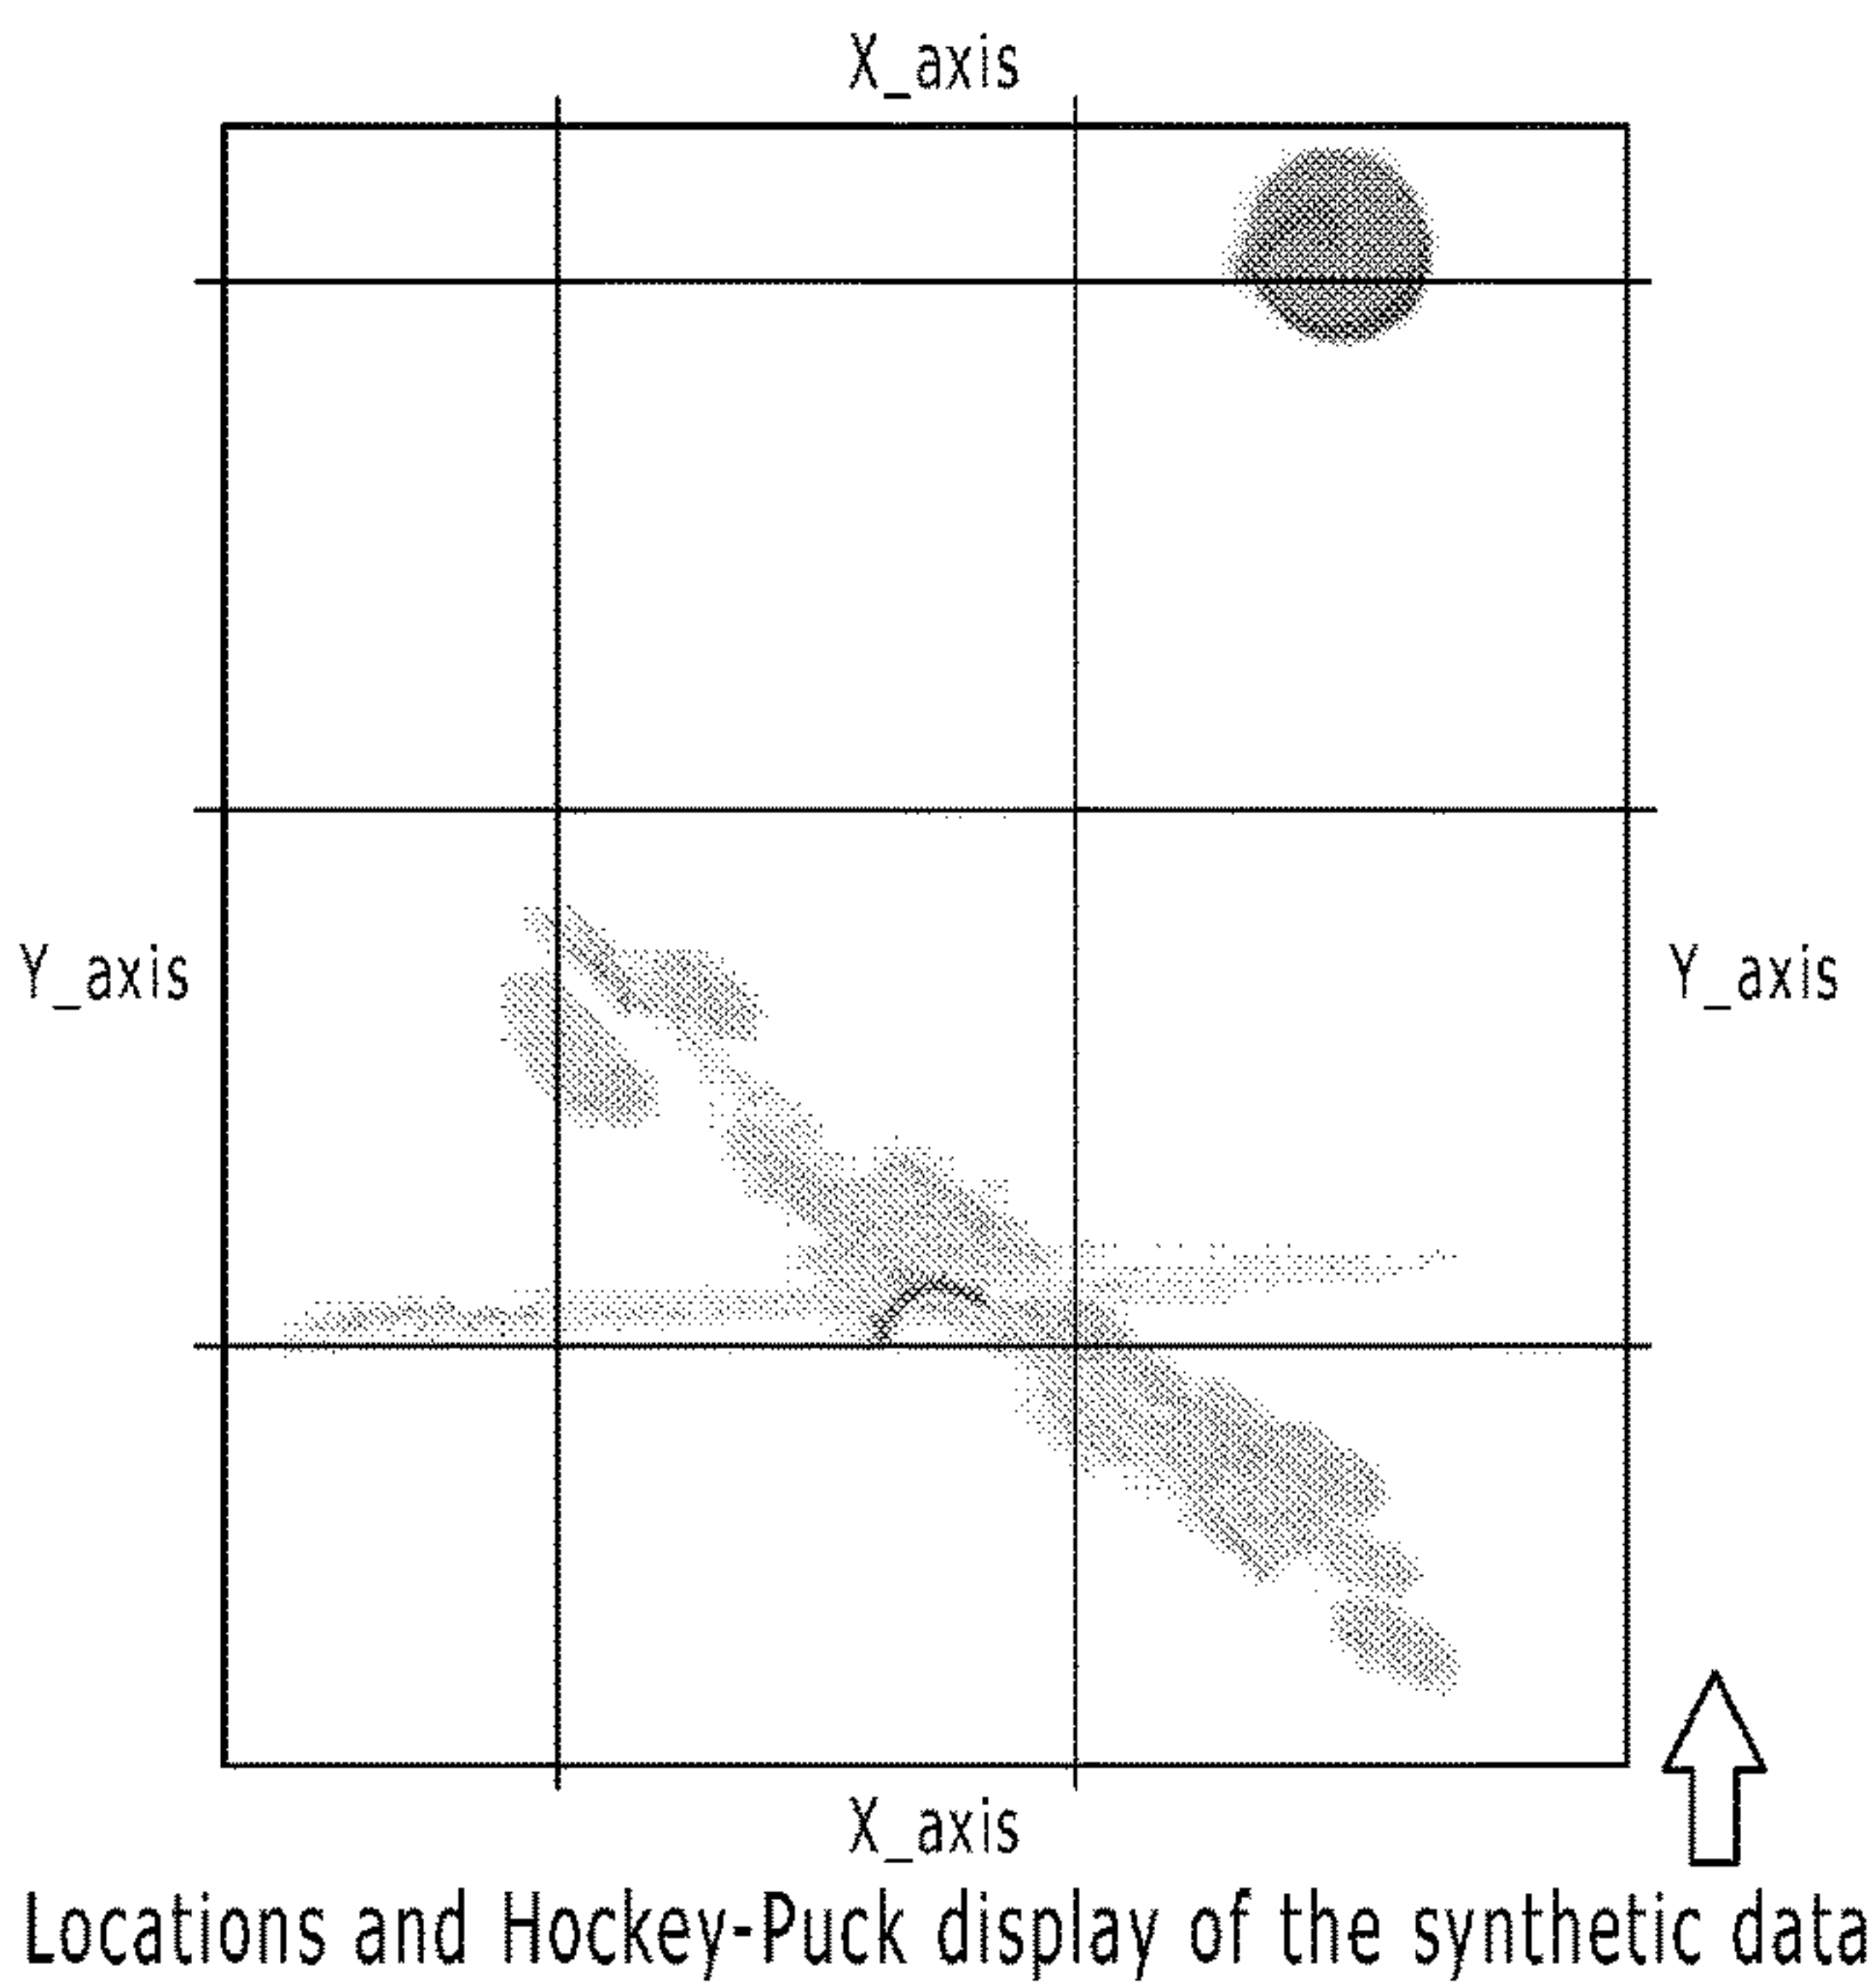 X_axis
Y_axis
Y_axis
X_axis
Locations and Hockey-Puck display of the synthetic data